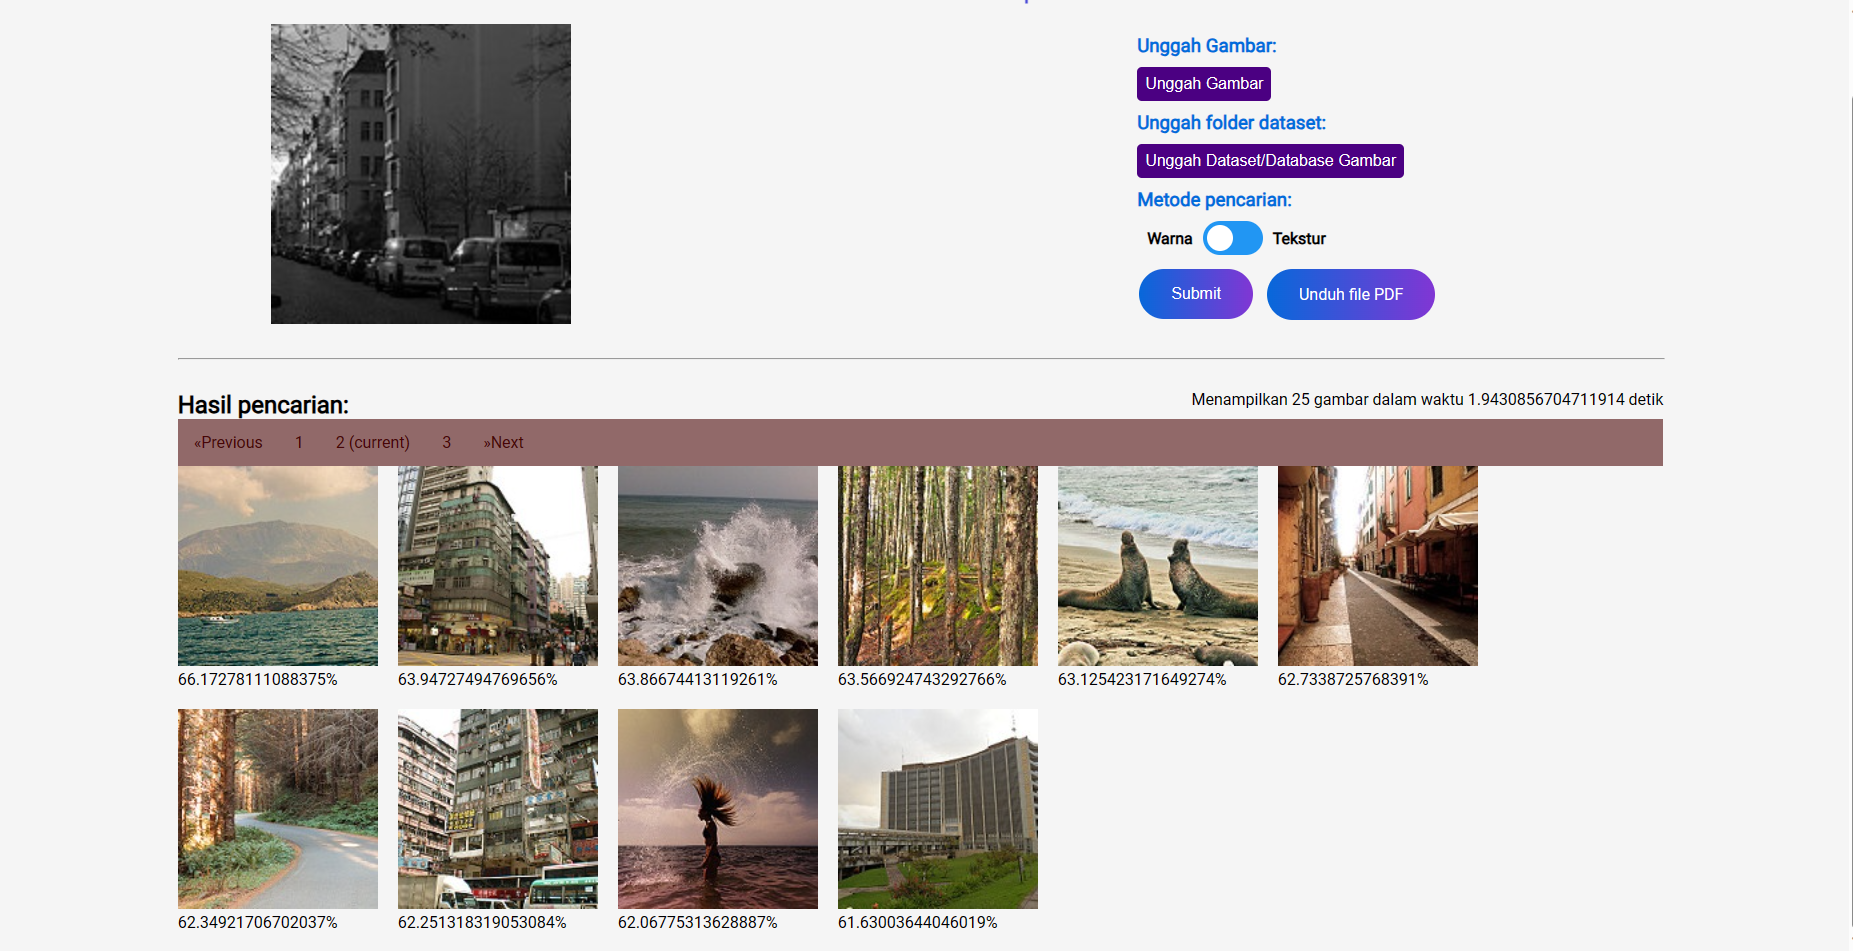 Unggah Gambar:
Unggah Gambar
Unggah folder dataset:
Unggah Dataset/Database Gambar
Metode pencarian:
Warna Tekstur
Submit Unduh file PDF
Hasil pencarian:
Menampilkan 25 gambar dalam waktu 1.9430856704711914 detik
«Previous 1 2 (current) 3 »Next
66.17278111088375% 63.94727494769656% 63.86674413119261% 63.566924743292766% 63.125423171649274% 62.7338725768391%
62.34921706702037% 62.251318319053084% 62.06775313628887% 61.63003644046019%